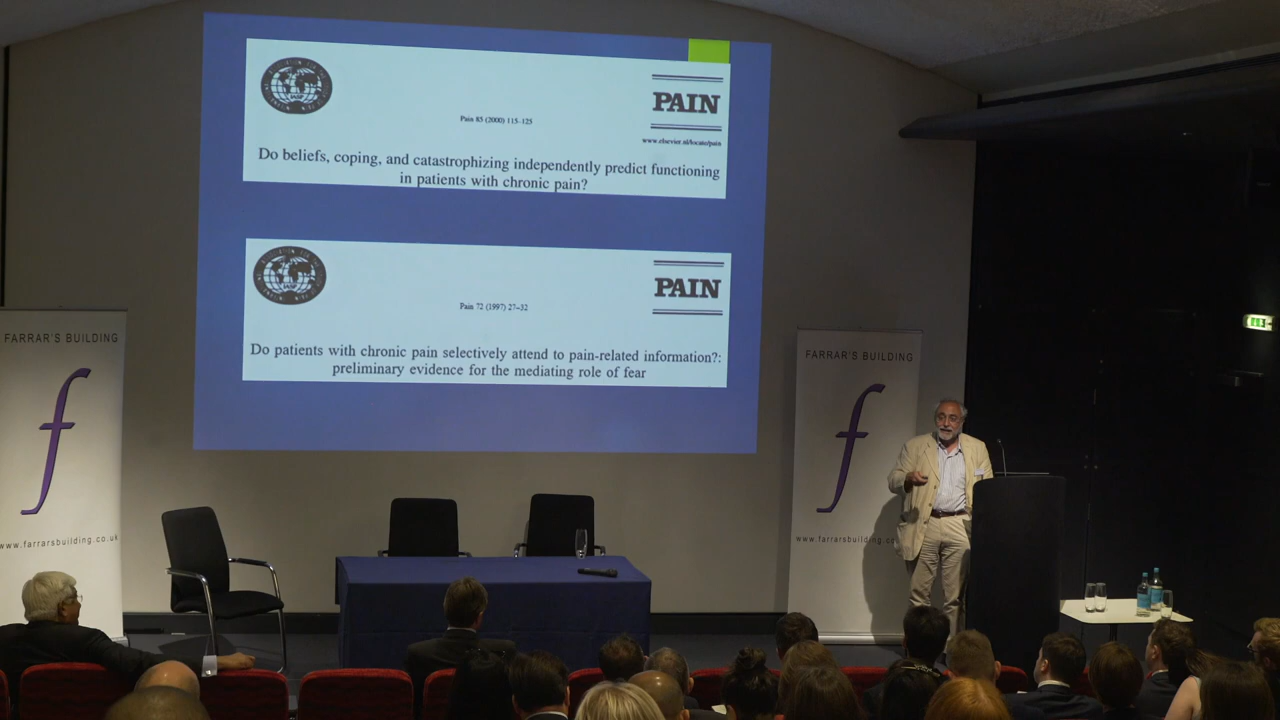 PAIN
Pain 85 (2000) 115–125
www.elsevier.nl/locate/pain
Do beliefs, coping, and catastrophizing independently predict functioning
in patients with chronic pain?
PAIN
Pain 72 (1997) 27–32
Do patients with chronic pain selectively attend to pain-related information?:
preliminary evidence for the mediating role of fear
FARRAR'S BUILDING
f
www.farrarsbuilding.co.uk
FARRAR'S BUILDING
f
www.farrarsbuilding.co